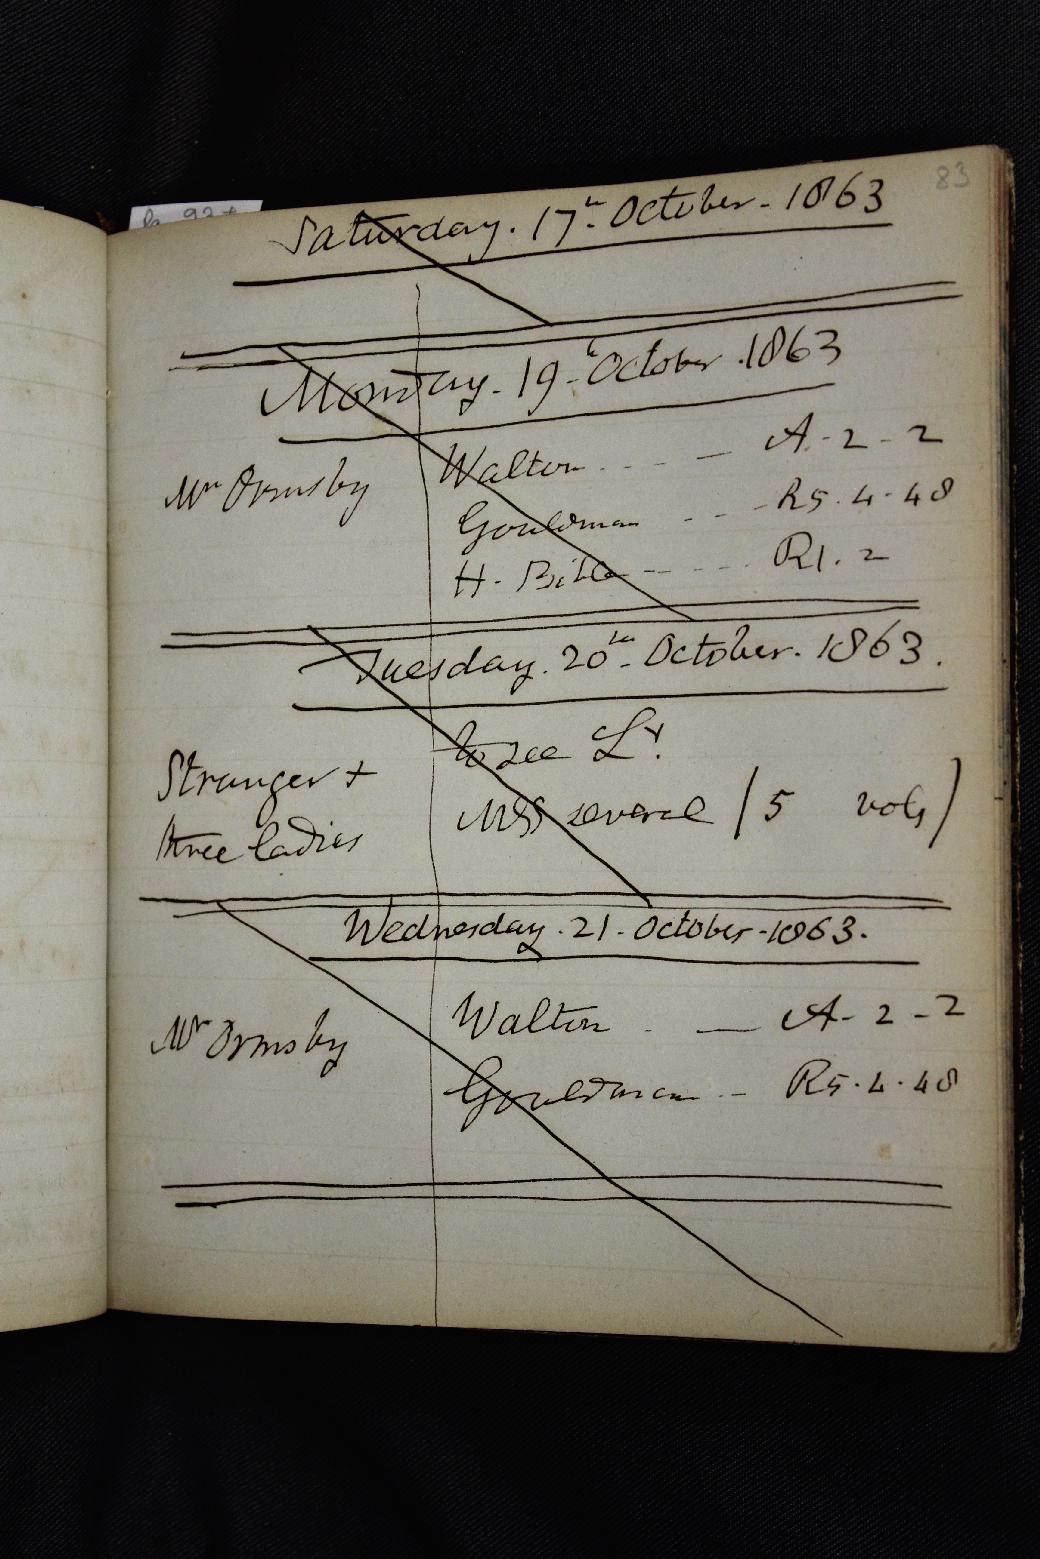 83
Saturday. 17th. October - 1863
Monday - 19th - October . 1863
Mr Ormsby Walton - - - - A - 2 - 2
Gouldman - - - R5 . 4 . 48
H - Bible - - - - - R1 . 2
Tuesday . 20th - October . 1863 .
to see Ly.
Stranger +
MSS several (5 vols)
three ladies
Wednesday . 21 . October - 1863 .
Mr Ormsby Walton - — A - 2 - 2
Gouldman - - R5 . 4 . 48